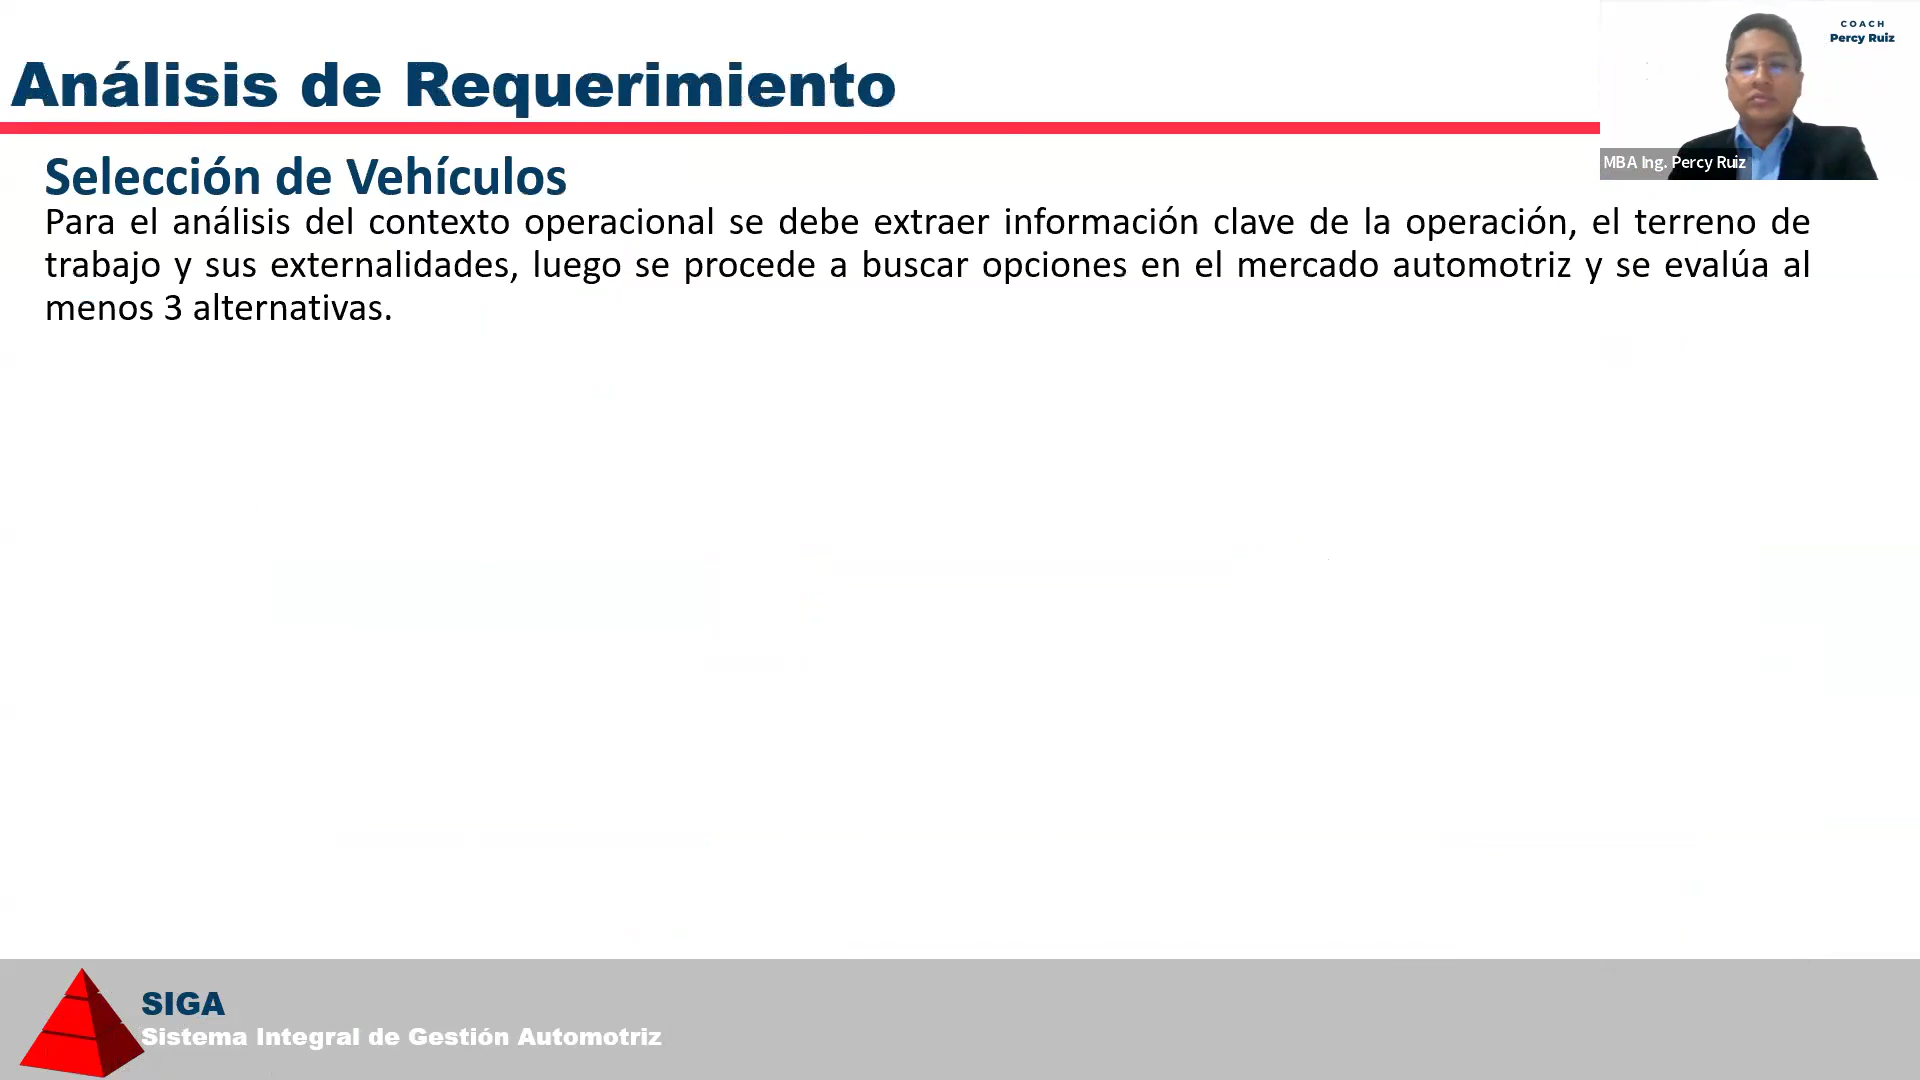 Análisis de Requerimiento
COACH
Percy Ruiz
MBA Ing. Percy Ruiz
Selección de Vehículos
Para el análisis del contexto operacional se debe extraer información clave de la operación, el terreno de
trabajo y sus externalidades, luego se procede a buscar opciones en el mercado automotriz y se evalúa al
menos 3 alternativas.
SIGA
Sistema Integral de Gestión Automotriz